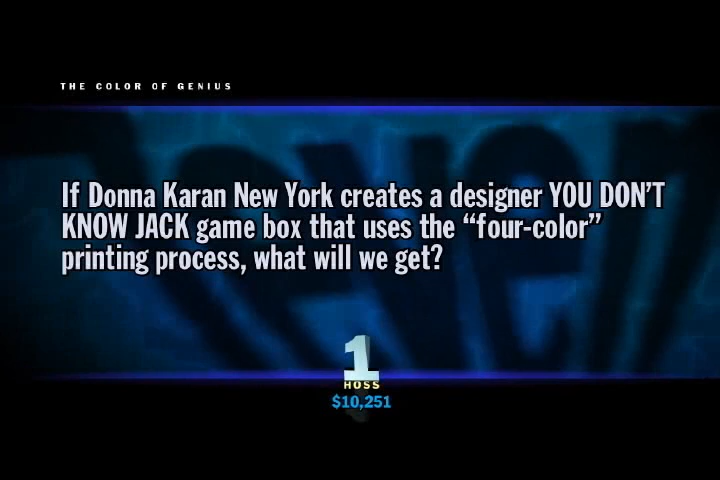 THE COLOR OF GENIUS
If Donna Karan New York creates a designer YOU DON'T
KNOW JACK game box that uses the “four-color”
printing process, what will we get?
1
HOSS
$10,251